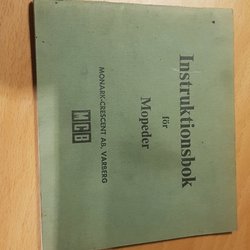 Instruktionsbok
för
Mopeder
MCB
MONARK-CRESCENT AB, VARBERG